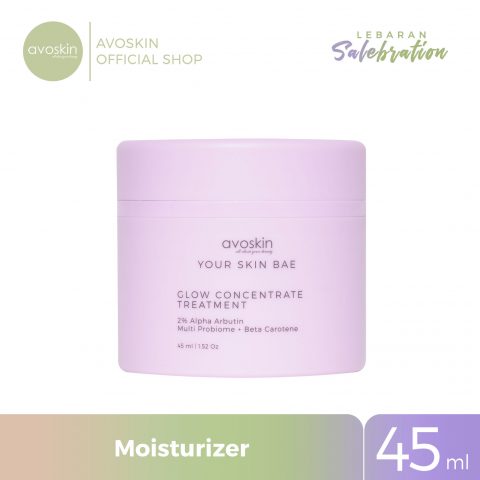 avoskin
AVOSKIN
OFFICIAL SHOP
LEBARAN
Salebration
avoskin
YOUR SKIN BAE
GLOW CONCENTRATE
TREATMENT
2% Alpha Arbutin
Multi Probiome + Beta Carotene
45 ml | 1.52 Oz
Moisturizer
45 ml